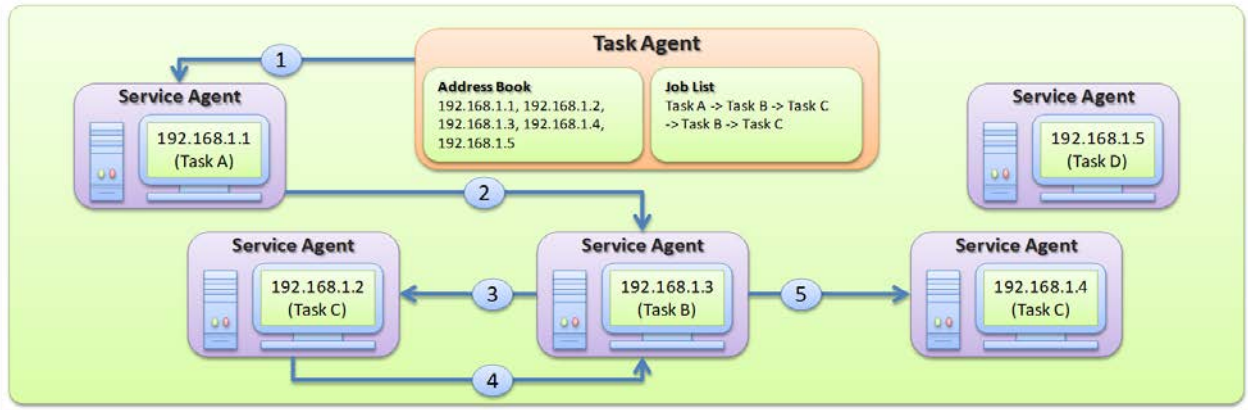 Task Agent
Address Book
192.168.1.1, 192.168.1.2,
192.168.1.3, 192.168.1.4,
192.168.1.5
Job List
Task A -> Task B -> Task C
-> Task B -> Task C
1
Service Agent
192.168.1.1
(Task A)
Service Agent
192.168.1.5
(Task D)
2
Service Agent
192.168.1.2
(Task C)
3
Service Agent
192.168.1.3
(Task B)
5
Service Agent
192.168.1.4
(Task C)
4